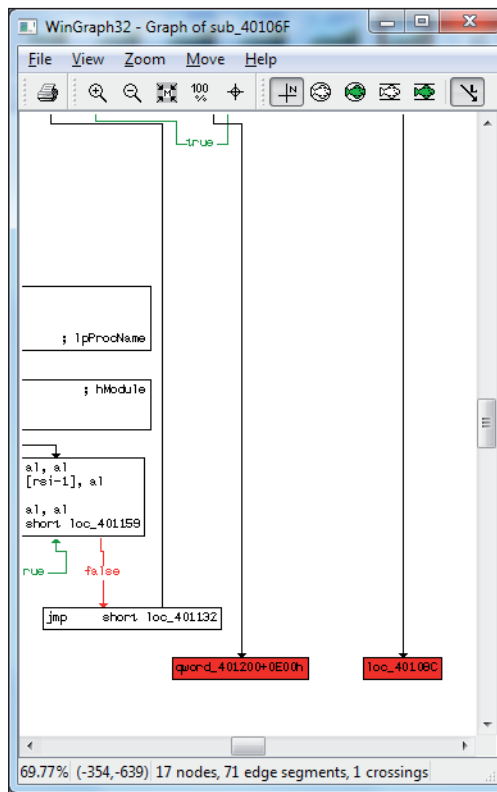 WinGraph32 - Graph of sub_40106F
File View Zoom Move Help
100
%
N
true
; lpProcName
; hModule
al, al
[rsi-1], al
al, al
short loc_401159
rue
false
jmp short loc_401132
qword_401200+0E00h
loc_40108C
69.77% (-354,-639) 17 nodes, 71 edge segments, 1 crossings